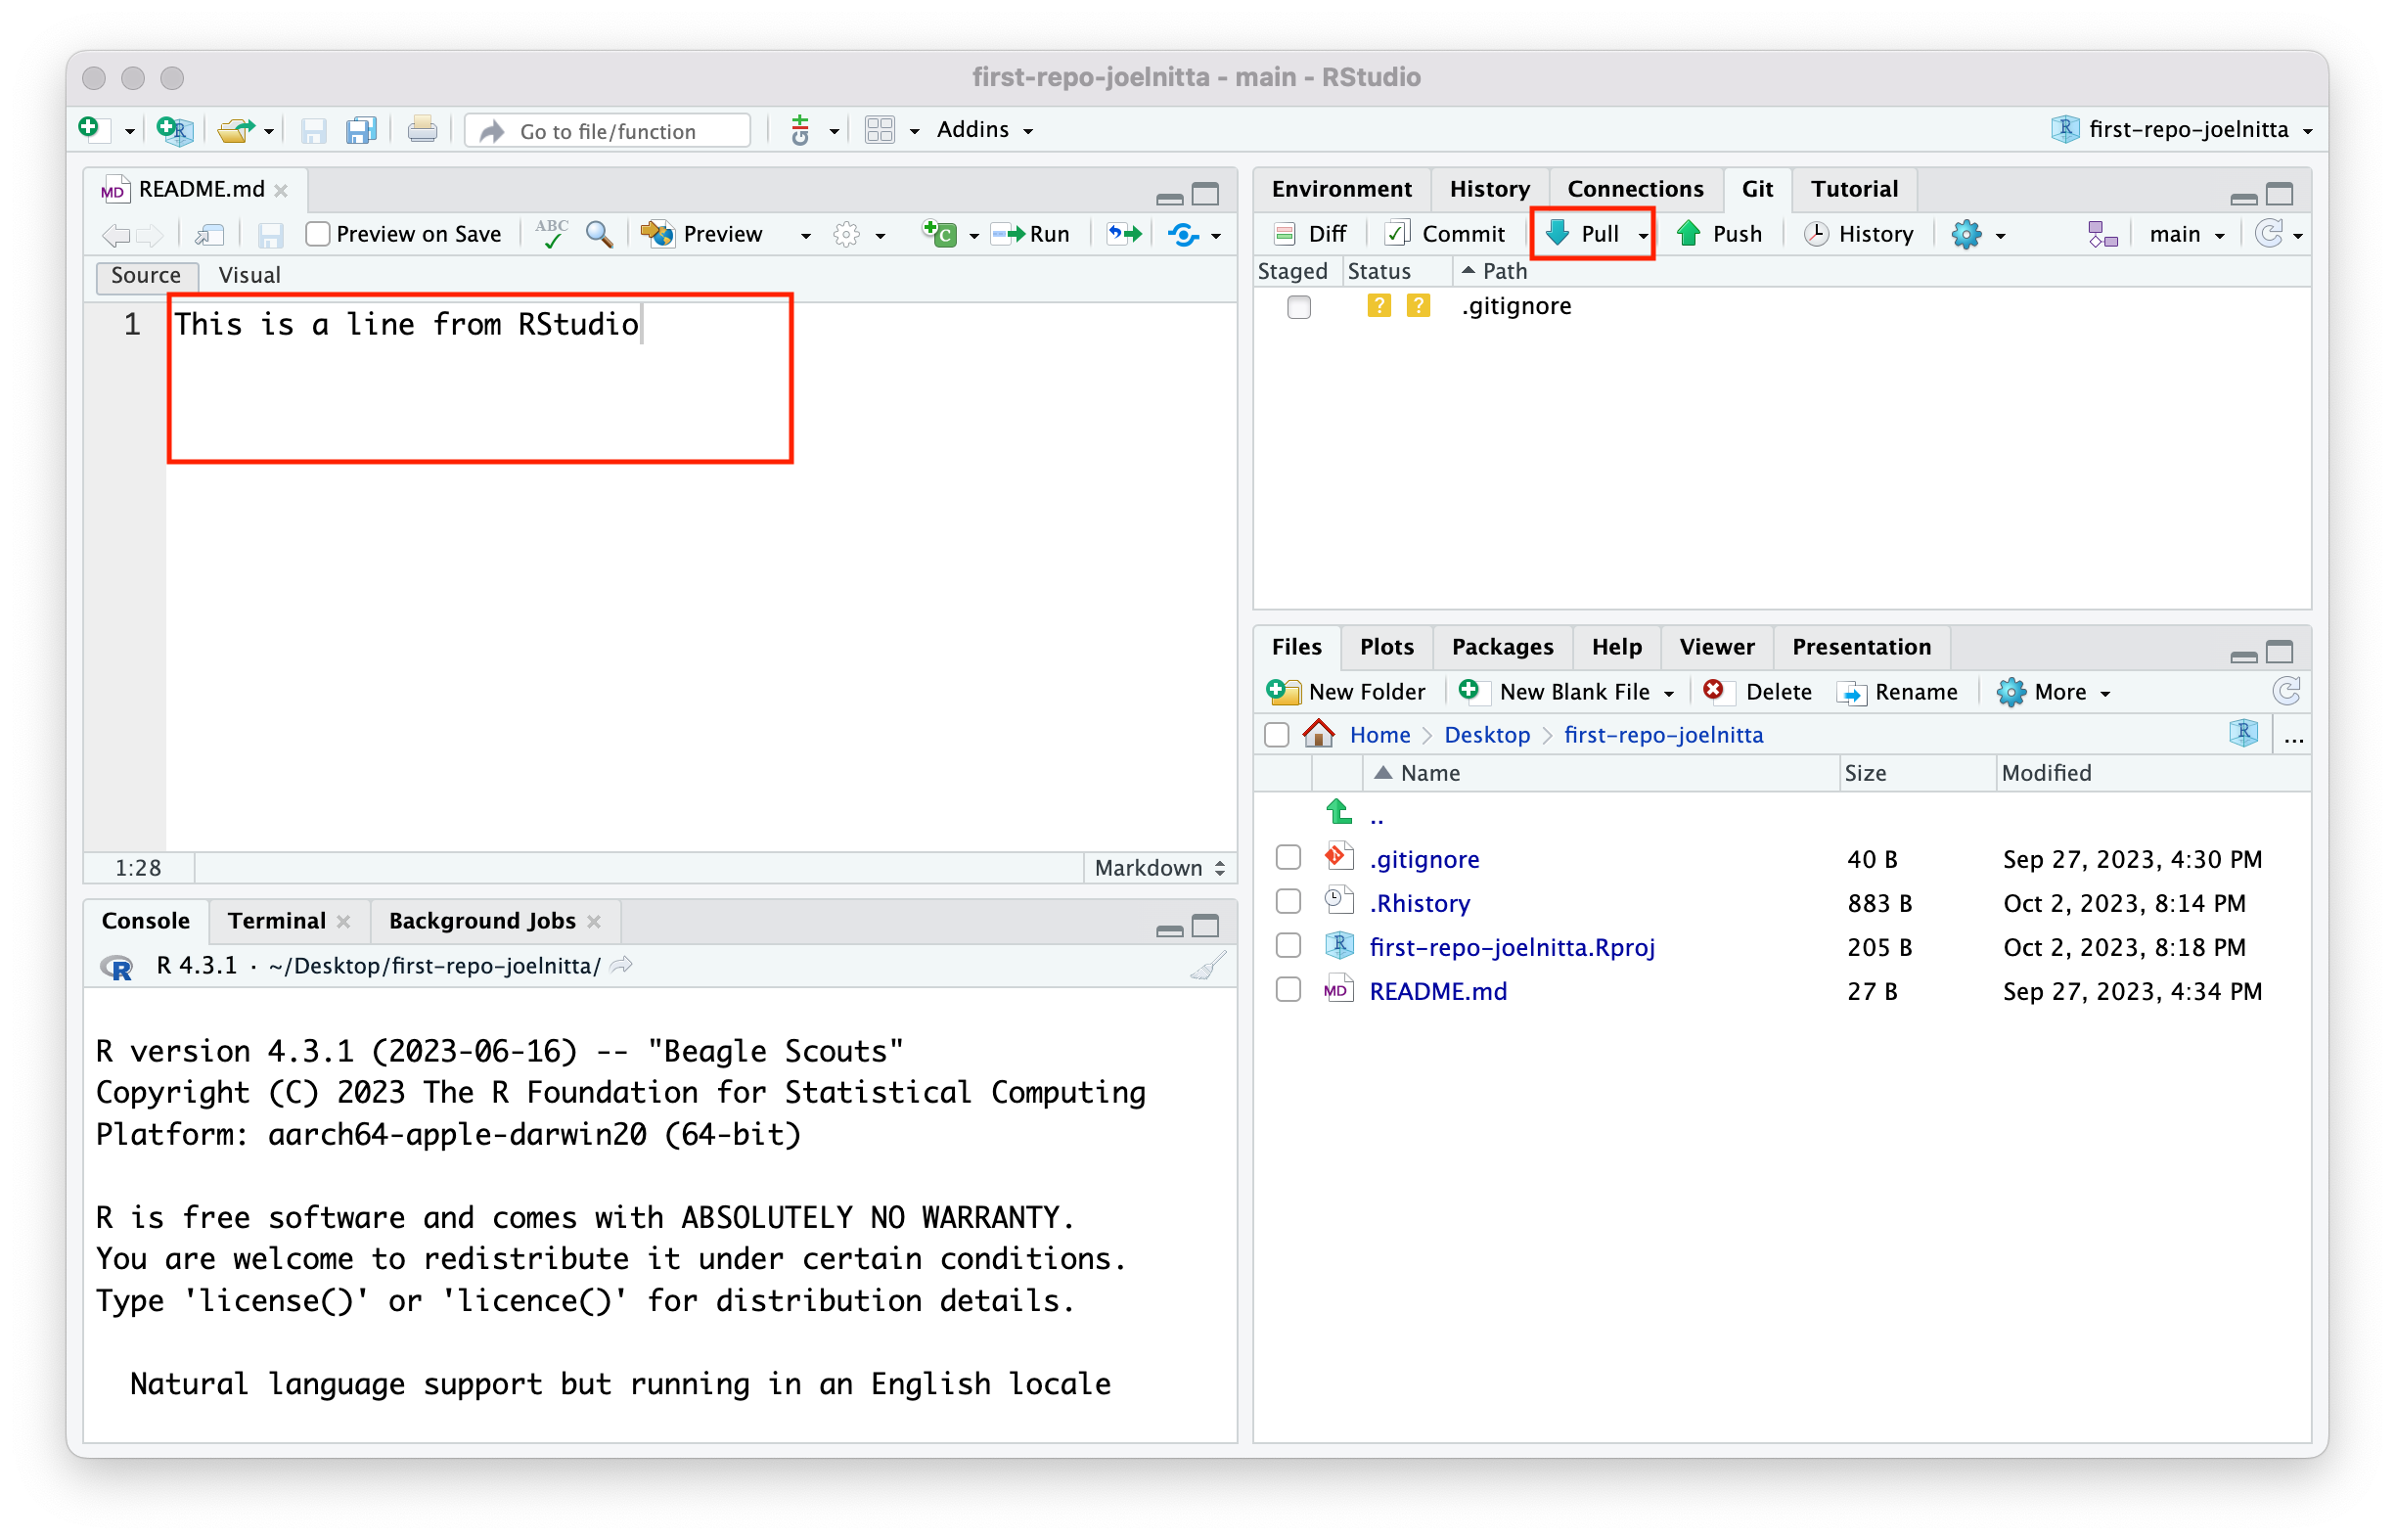 first-repo-joelnitta - main - RStudio
Go to file/function
Addins
first-repo-joelnitta
README.md
Preview on Save
ABC
Preview
Run
Source
Visual
1
This is a line from RStudio
1:28
Markdown
Console
Terminal
Background Jobs
R 4.3.1 · ~/Desktop/first-repo-joelnitta/
R version 4.3.1 (2023-06-16) -- "Beagle Scouts"
Copyright (C) 2023 The R Foundation for Statistical Computing
Platform: aarch64-apple-darwin20 (64-bit)
R is free software and comes with ABSOLUTELY NO WARRANTY.
You are welcome to redistribute it under certain conditions.
Type 'license()' or 'licence()' for distribution details.
Natural language support but running in an English locale
Environment History Connections Git Tutorial
Diff Commit Pull Push History main
Staged Status Path
? ? .gitignore
Files Plots Packages Help Viewer Presentation
New Folder New Blank File Delete Rename More
Home Desktop first-repo-joelnitta ...
Name Size Modified
..
.gitignore 40 B Sep 27, 2023, 4:30 PM
.Rhistory 883 B Oct 2, 2023, 8:14 PM
first-repo-joelnitta.Rproj 205 B Oct 2, 2023, 8:18 PM
MD README.md 27 B Sep 27, 2023, 4:34 PM